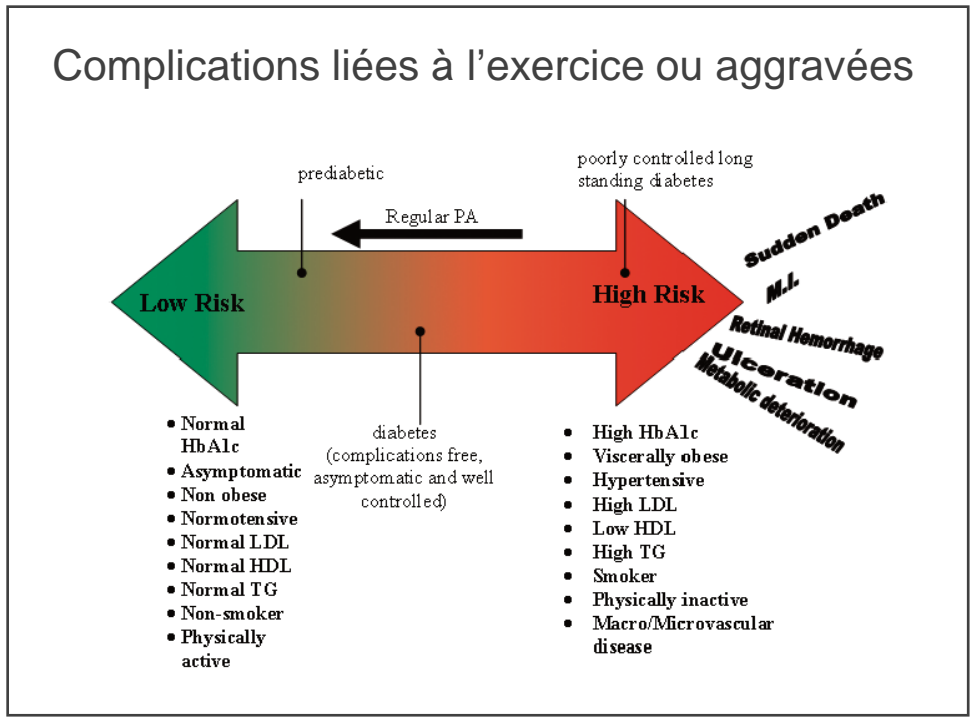 Complications liées à l'exercice ou aggravées
prediabetic
poorly controlled long
standing diabetes
Regular PA
Low Risk
High Risk
Sudden Death
M.I.
Retinal Hemorrhage
Ulceration
Metabolic deterioration
• Normal
HbA1c
• Asymptomatic
• Non obese
• Normotensive
• Normal LDL
• Normal HDL
• Normal TG
• Non-smoker
• Physically
active
diabetes
(complications free,
asymptomatic and well
controlled)
• High HbA1c
• Viscerally obese
• Hypertensive
• High LDL
• Low HDL
• High TG
• Smoker
• Physically inactive
• Macro/Microvascular
disease